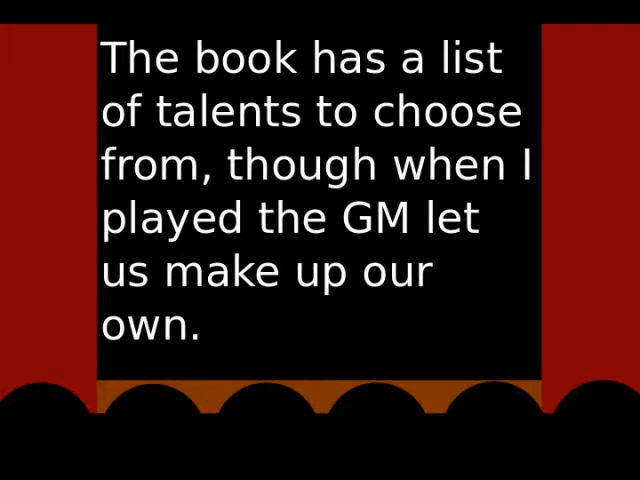 The book has a list
of talents to choose
from, though when I
played the GM let
us make up our
own.